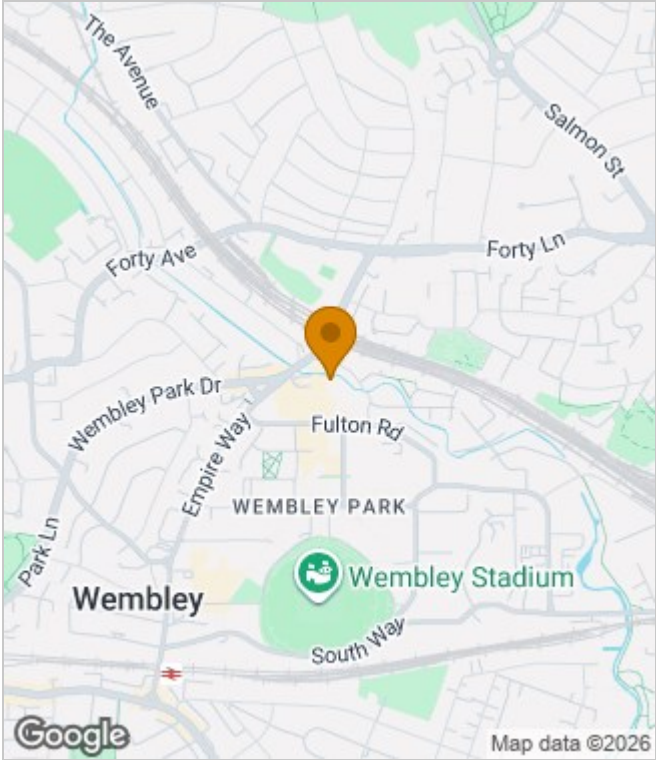 The Avenue
Salmon St
Forty Ave
Forty Ln
Wembley Park Dr
Fulton Rd
Empire Way
WEMBLEY PARK
Park Ln
Wembley Stadium
Wembley
South Way
Google
Map data ©2026